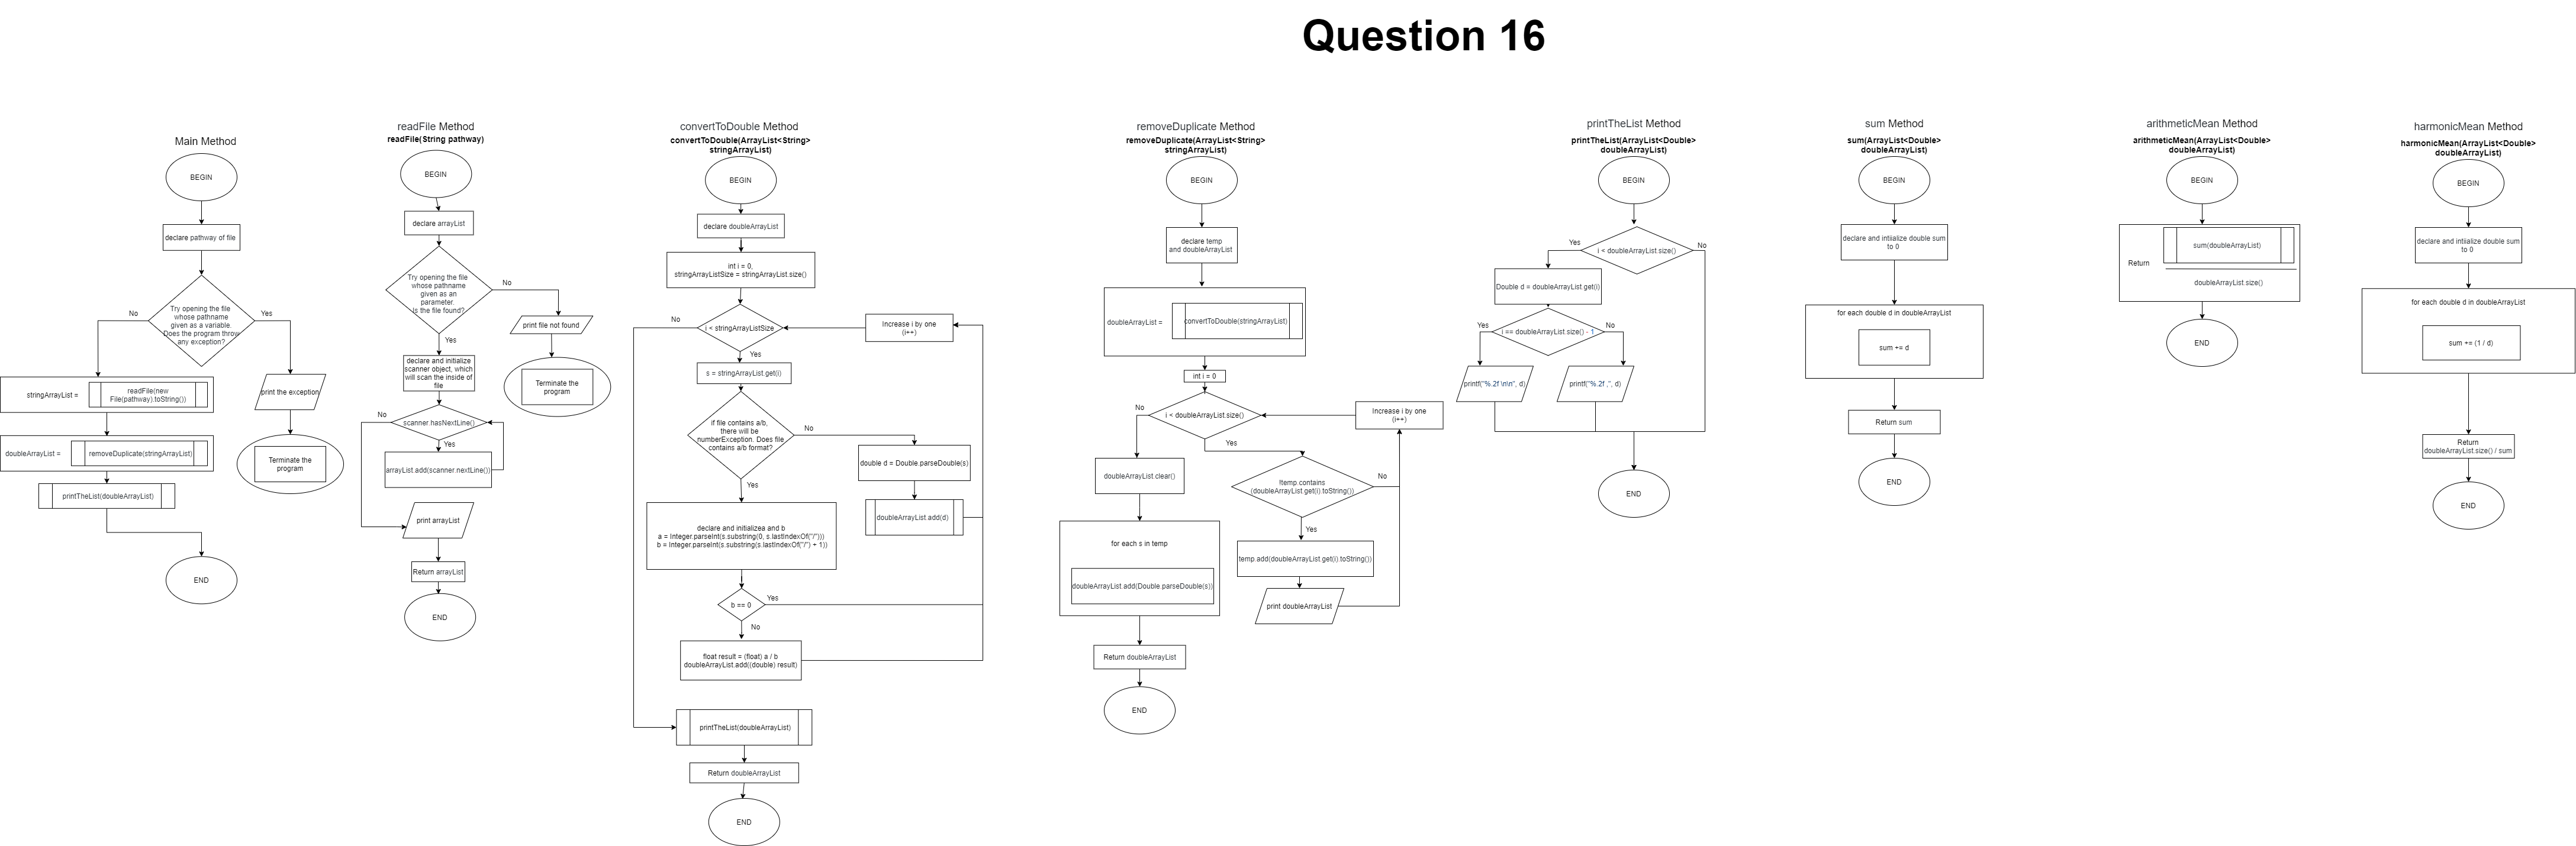 Question 16
Main Method
BEGIN
declare pathway of file
Try opening the file
whose pathname
given as a variable.
Does the program throw
any exception?
No
Yes
stringArrayList =
readFile(new
File(pathway).toString())
print the exception
doubleArrayList =
removeDuplicate(stringArrayList)
Terminate the
program
printTheList(doubleArrayList)
END
readFile Method
readFile(String pathway)
BEGIN
declare arrayList
Try opening the file
whose pathname
given as an
parameter.
Is the file found?
No
print file not found
Yes
Terminate the
program
declare and initialize
scanner object, which
will scan the inside of
file
No
scanner.hasNextLine()
Yes
arrayList.add(scanner.nextLine())
print arrayList
Return arrayList
END
convertToDouble Method
convertToDouble(ArrayList<String>
stringArrayList)
BEGIN
declare doubleArrayList
int i = 0,
stringArrayListSize = stringArrayList.size()
No
i < stringArrayListSize
Increase i by one
(i++)
Yes
s = stringArrayList.get(i)
if file contains a/b,
there will be
numberException. Does file
contains a/b format?
No
double d = Double.parseDouble(s)
doubleArrayList.add(d)
Yes
declare and initializea and b
a = Integer.parseInt(s.substring(0, s.lastIndexOf("/")))
b = Integer.parseInt(s.substring(s.lastIndexOf("/") + 1))
b == 0
Yes
No
float result = (float) a / b
doubleArrayList.add((double) result)
printTheList(doubleArrayList)
Return doubleArrayList
END
removeDuplicate Method
removeDuplicate(ArrayList<String>
stringArrayList)
BEGIN
declare temp
and doubleArrayList
doubleArrayList =
convertToDouble(stringArrayList)
int i = 0
No
i < doubleArrayList.size()
Increase i by one
(i++)
Yes
doubleArrayList.clear()
!temp.contains
(doubleArrayList.get(i).toString())
No
Yes
for each s in temp
doubleArrayList.add(Double.parseDouble(s))
temp.add(doubleArrayList.get(i).toString())
print doubleArrayList
Return doubleArrayList
END
printTheList Method
printTheList(ArrayList<Double>
doubleArrayList)
BEGIN
Yes
i < doubleArrayList.size()
No
Double d = doubleArrayList.get(i)
Yes
i == doubleArrayList.size() - 1
No
printf("%.2f \n\n", d)
printf("%.2f ,", d)
END
sum Method
sum(ArrayList<Double>
doubleArrayList)
BEGIN
declare and intiialize double sum
to 0
for each double d in doubleArrayList
sum += d
Return sum
END
arithmeticMean Method
arithmeticMean(ArrayList<Double>
doubleArrayList)
BEGIN
Return
sum(doubleArrayList)
doubleArrayList.size()
END
harmonicMean Method
harmonicMean(ArrayList<Double>
doubleArrayList)
BEGIN
declare and intiialize double sum
to 0
for each double d in doubleArrayList
sum += (1 / d)
Return
doubleArrayList.size() / sum
END